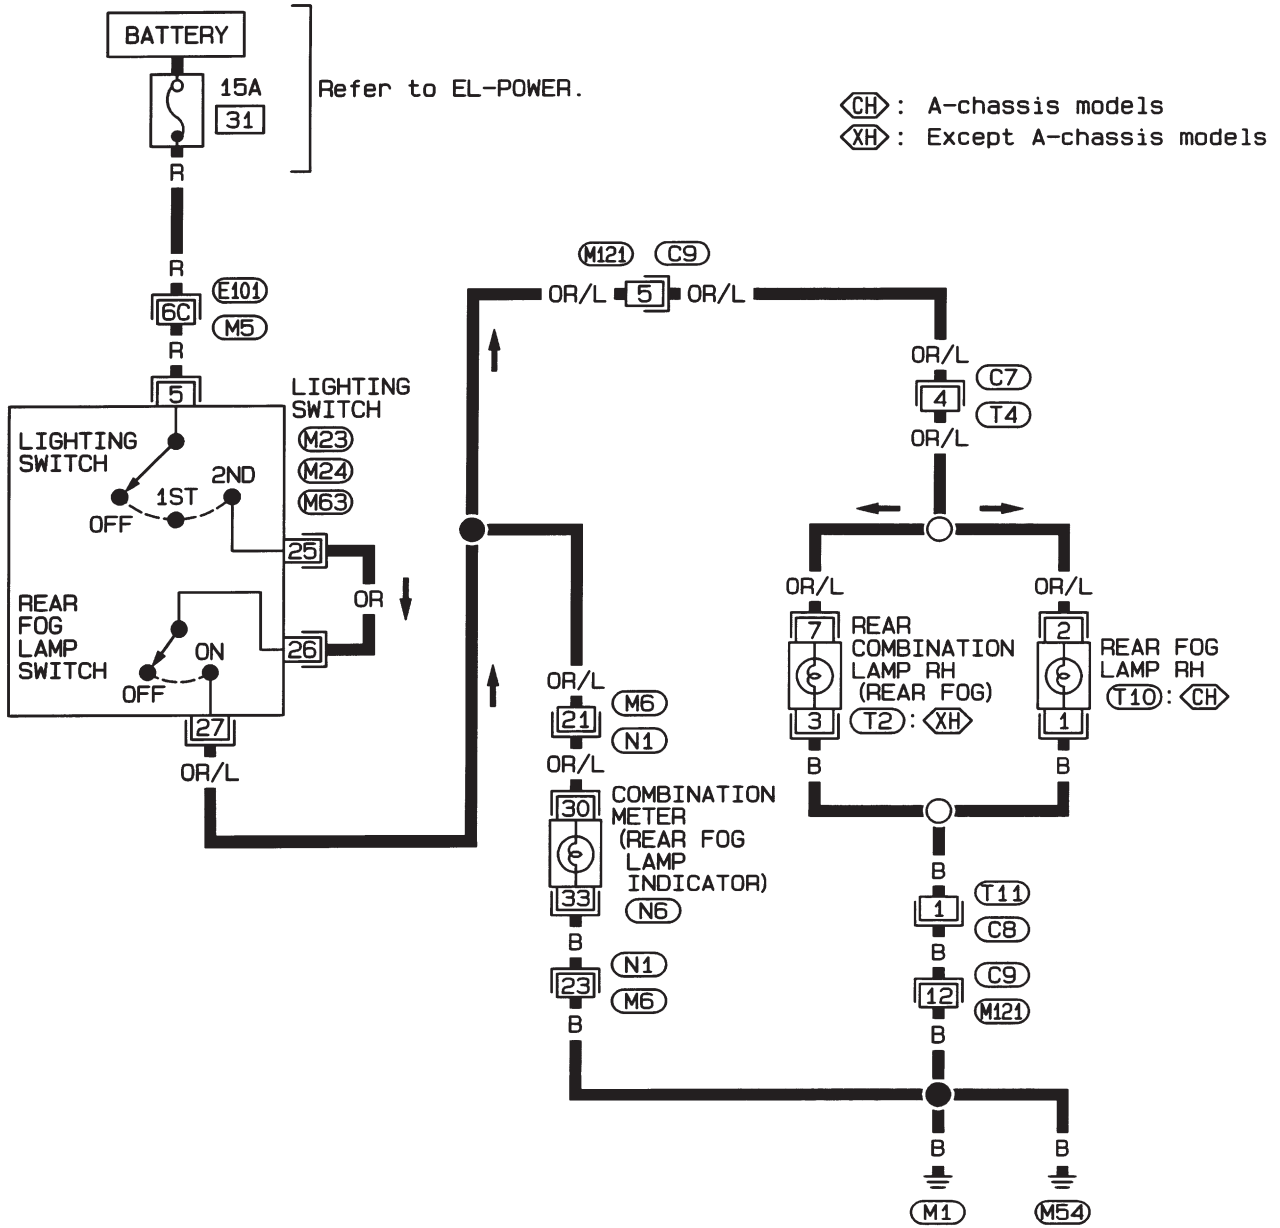 BATTERY
15A
31
Refer to EL-POWER.
CH : A-chassis models
XH : Except A-chassis models
R
R
E101
6C
M5
R
5
LIGHTING
SWITCH
M23
M24
M63
LIGHTING
SWITCH
2ND
1ST
OFF
25
OR
26
REAR
FOG
LAMP
SWITCH
ON
OFF
27
OR/L
M121
C9
OR/L
5
OR/L
OR/L
C7
4
T4
OR/L
OR/L
OR/L
7
REAR
COMBINATION
LAMP RH
(REAR FOG)
3
T2 : XH
B
2
REAR FOG
LAMP RH
T10 : CH
1
B
OR/L
M6
21
N1
OR/L
30
COMBINATION
METER
(REAR FOG
LAMP
INDICATOR)
33
N6
B
N1
23
M6
B
B
T11
1
C8
B
C9
12
M121
B
B
B
M1
M54